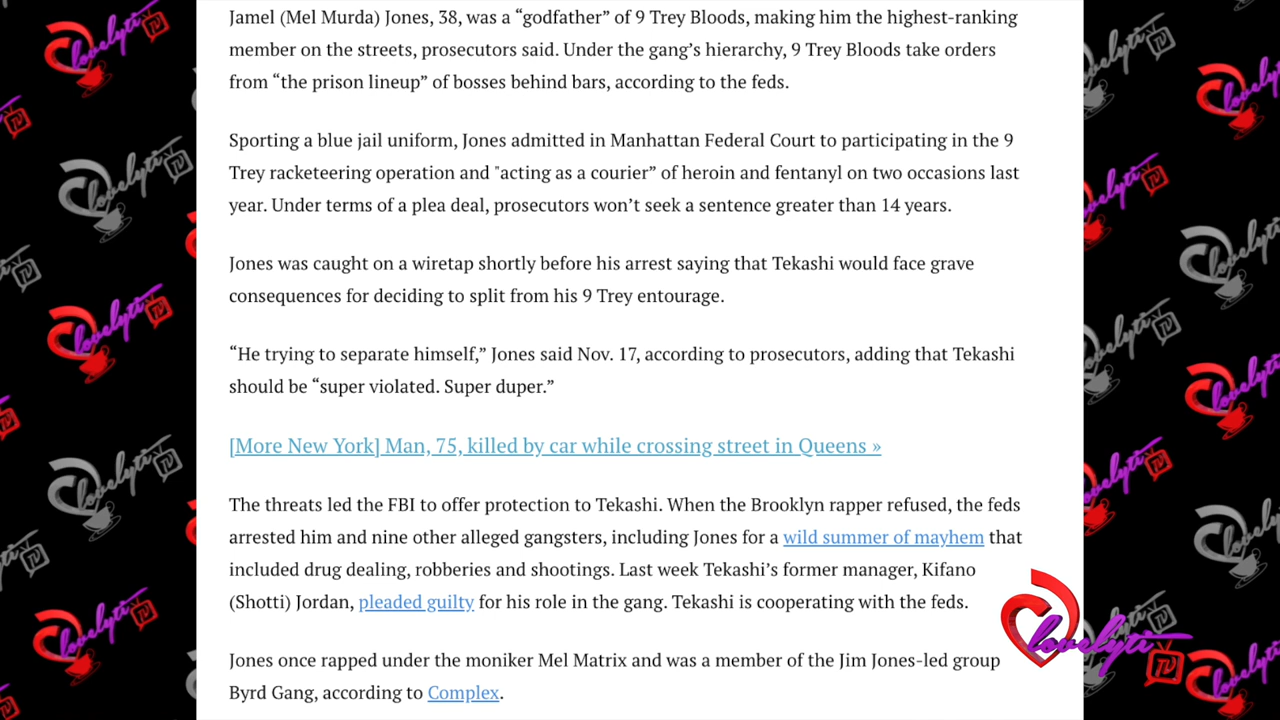 Jamel (Mel Murda) Jones, 38, was a “godfather” of 9 Trey Bloods, making him the highest-ranking
member on the streets, prosecutors said. Under the gang’s hierarchy, 9 Trey Bloods take orders
from “the prison lineup” of bosses behind bars, according to the feds.
Sporting a blue jail uniform, Jones admitted in Manhattan Federal Court to participating in the 9
Trey racketeering operation and "acting as a courier” of heroin and fentanyl on two occasions last
year. Under terms of a plea deal, prosecutors won’t seek a sentence greater than 14 years.
Jones was caught on a wiretap shortly before his arrest saying that Tekashi would face grave
consequences for deciding to split from his 9 Trey entourage.
“He trying to separate himself,” Jones said Nov. 17, according to prosecutors, adding that Tekashi
should be “super violated. Super duper.”
[More New York] Man, 75, killed by car while crossing street in Queens »
The threats led the FBI to offer protection to Tekashi. When the Brooklyn rapper refused, the feds
arrested him and nine other alleged gangsters, including Jones for a wild summer of mayhem that
included drug dealing, robberies and shootings. Last week Tekashi’s former manager, Kifano
(Shotti) Jordan, pleaded guilty for his role in the gang. Tekashi is cooperating with the feds.
Jones once rapped under the moniker Mel Matrix and was a member of the Jim Jones-led group
Byrd Gang, according to Complex.
lovelyti TV